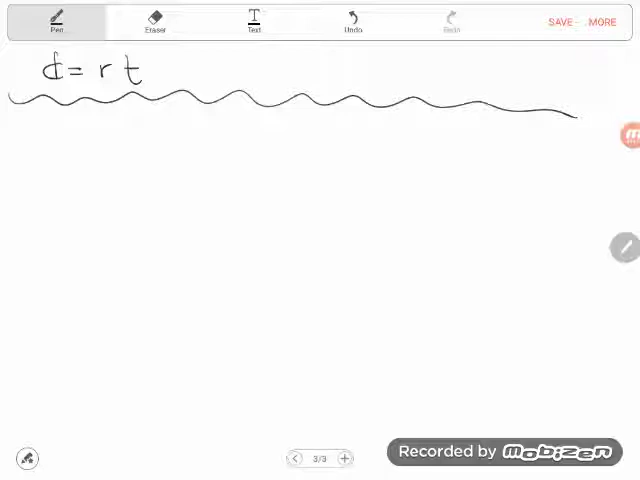 Pen
Eraser
Text
Undo
Redo
SAVE
MORE
d = r t
3/3
Recorded by Mobizen